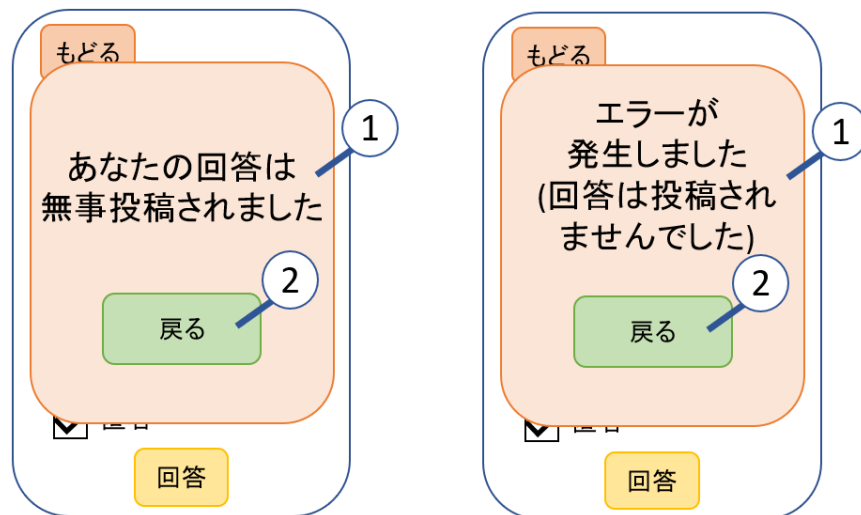 もどる
あなたの回答は
無事投稿されました
1
2
戻る
回答
もどる
エラーが
発生しました
(回答は投稿され
ませんでした)
1
2
戻る
回答